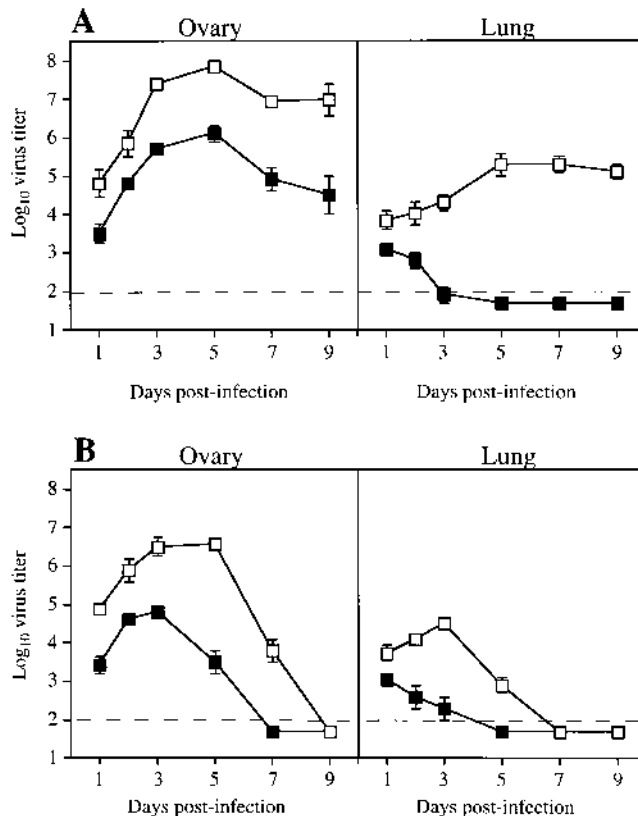 A
Ovary
Lung
Log₁₀ virus titer
8
7
6
5
4
3
2
1
1 3 5 7 9
1 3 5 7 9
Days post-infection
Days post-infection
B
Ovary
Lung
Log₁₀ virus titer
8
7
6
5
4
3
2
1
1 3 5 7 9
1 3 5 7 9
Days post-infection
Days post-infection